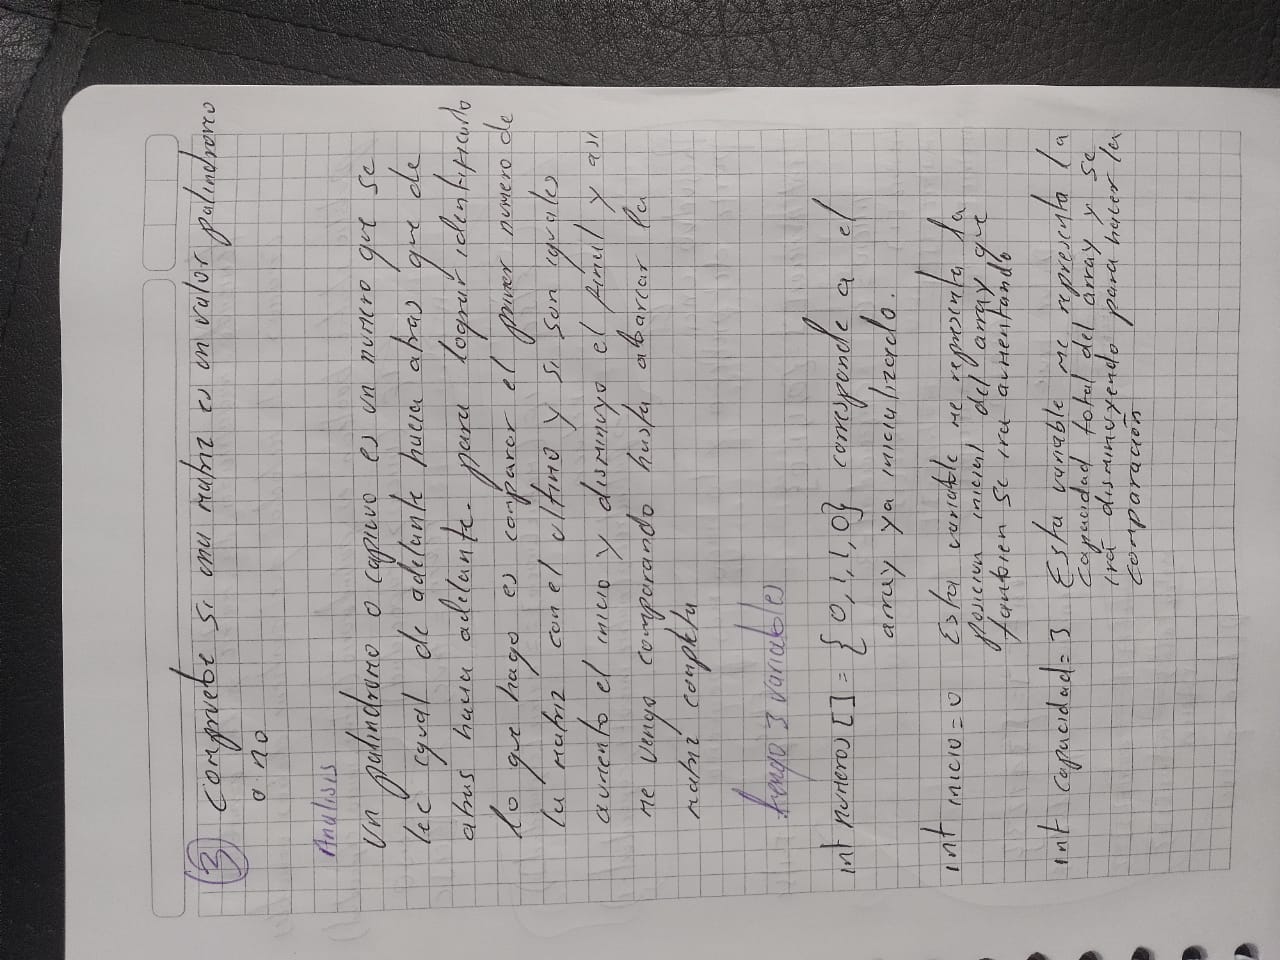 3 compruebe si una matriz es un valor palindromo
o no
Analisis
Un palindromo o capicuo es un numero que se
lee igual de adelante hacia atras que de
atras hacia adelante. para lograr identificarlo
lo que hago es comparar el primer numero de
la matriz con el ultimo y si son iguales
aumento el inicio y disminuyo el final y asi
me vengo comparando hasta abarcar la
matriz completa
tengo 3 variables
int numeros [] = {0,1,1,0} corresponde a el
array ya inicializado.
int inicio = 0 Esta variable me representa la
posicion inicial del array que
tambien se ira aumentando
int capacidad = 3 Esta variable me representa la
capacidad total del array y se
irá disminuyendo para hacer la
comparación